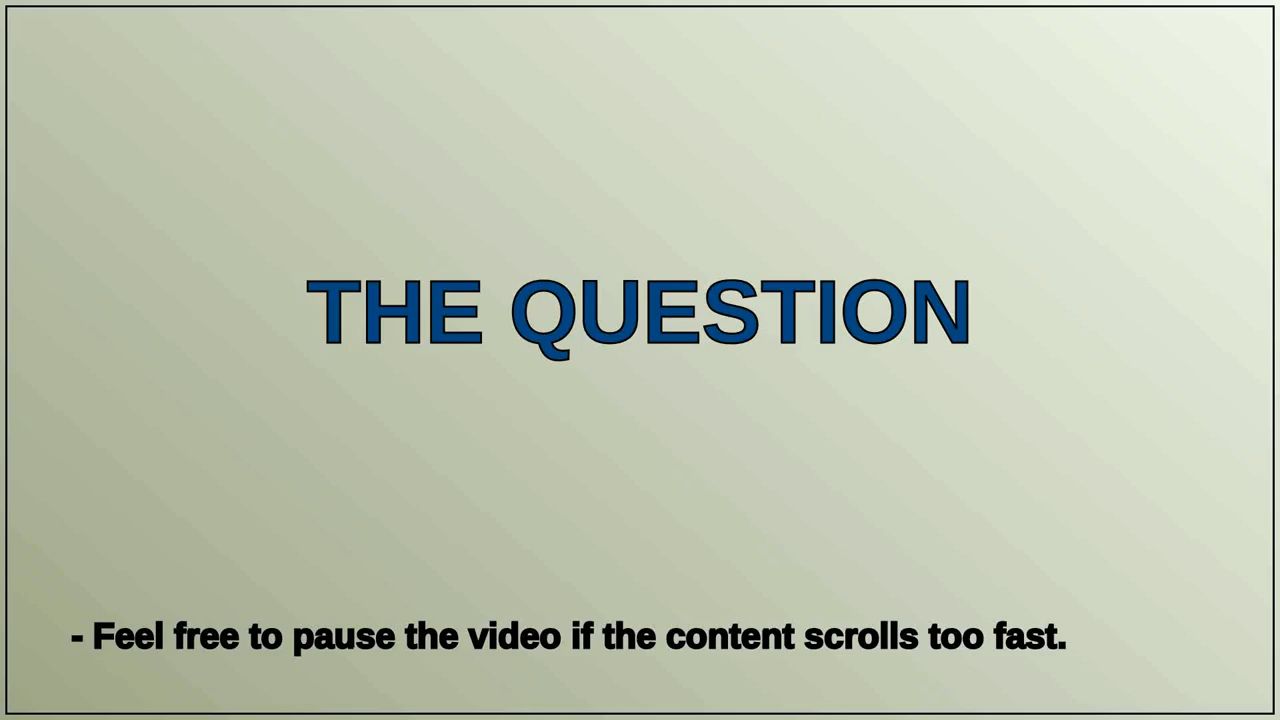 THE QUESTION
- Feel free to pause the video if the content scrolls too fast.